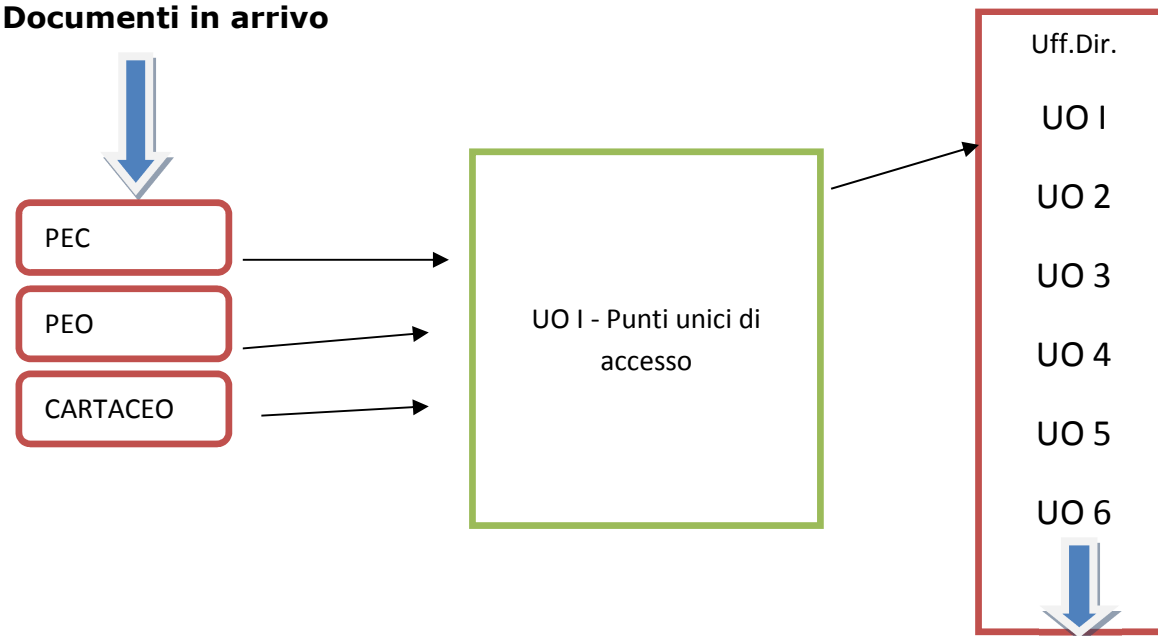 Documenti in arrivo
PEC
PEO
CARTACEO
UO I - Punti unici di
accesso
Uff.Dir.
UO I
UO 2
UO 3
UO 4
UO 5
UO 6